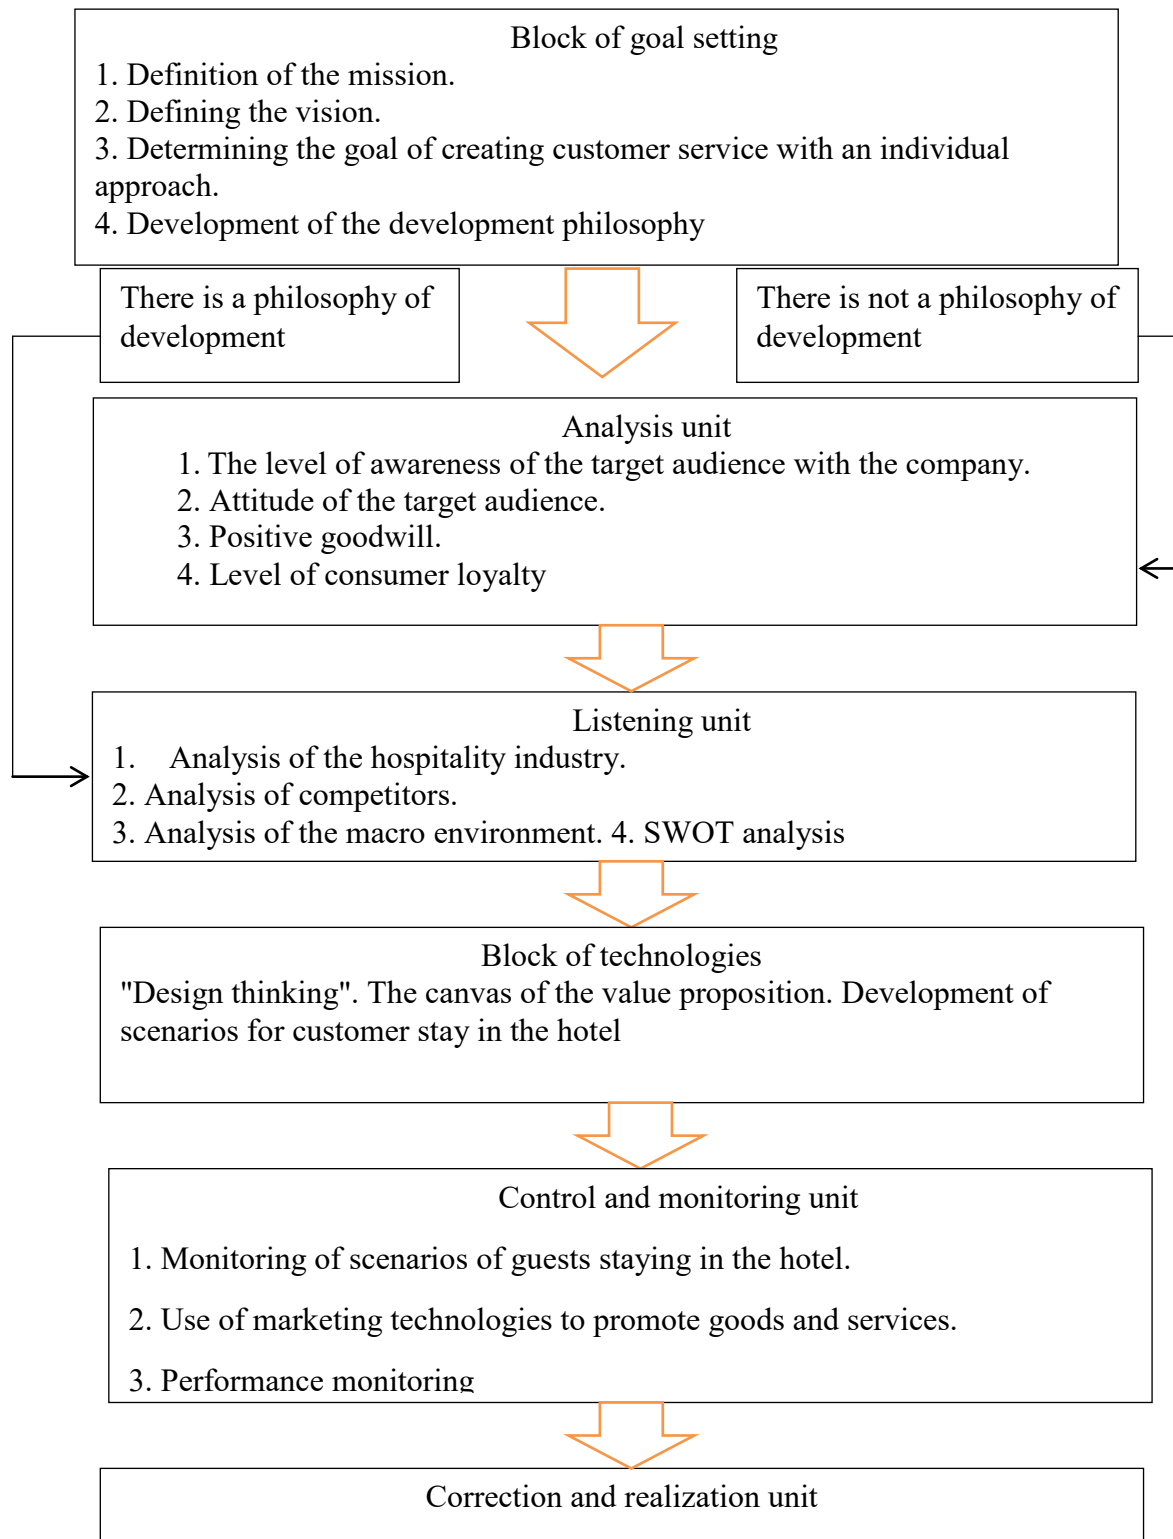 Block of goal setting
1. Definition of the mission.
2. Defining the vision.
3. Determining the goal of creating customer service with an individual
approach.
4. Development of the development philosophy
There is a philosophy of
development
There is not a philosophy of
development
Analysis unit
1. The level of awareness of the target audience with the company.
2. Attitude of the target audience.
3. Positive goodwill.
4. Level of consumer loyalty
Listening unit
1. Analysis of the hospitality industry.
2. Analysis of competitors.
3. Analysis of the macro environment. 4. SWOT analysis
Block of technologies
"Design thinking". The canvas of the value proposition. Development of
scenarios for customer stay in the hotel
Control and monitoring unit
1. Monitoring of scenarios of guests staying in the hotel.
2. Use of marketing technologies to promote goods and services.
3. Performance monitoring
Correction and realization unit